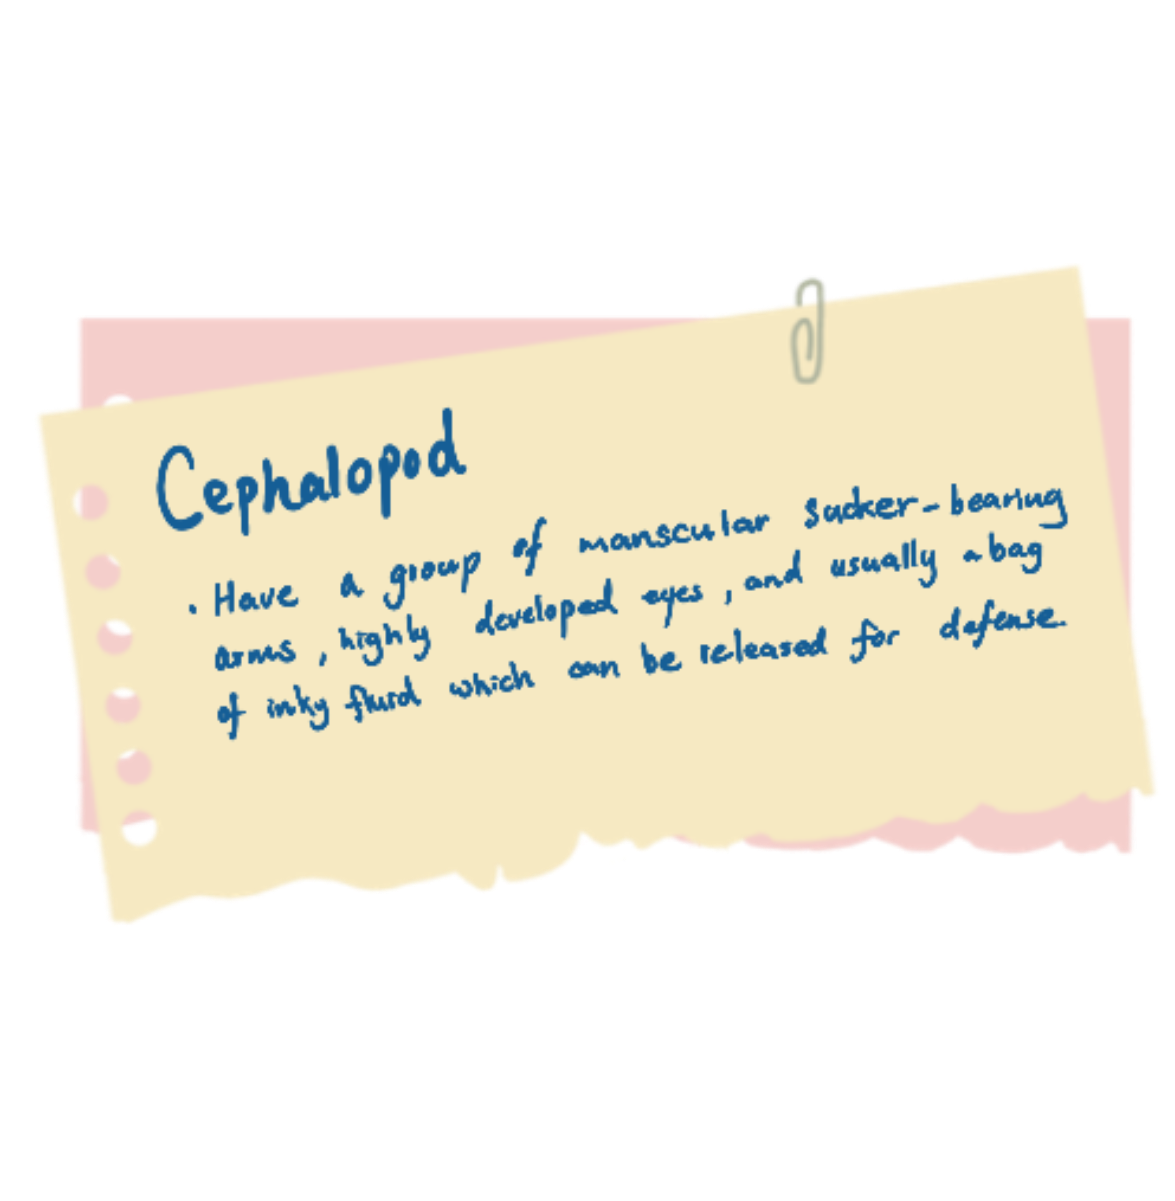 Cephalopod
· Have a group of manscular sucker-bearing
arms, highly developed eyes, and usually a bag
of inky fluid which can be released for defense.